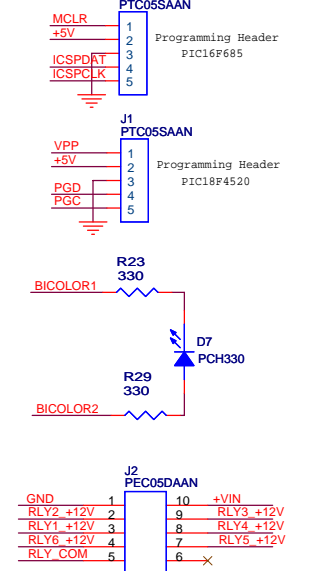 PTC05SAAN
MCLR 1
+5V 2 Programming Header
3 PIC16F685
ICSPDAT 4
ICSPCLK 5
J1
PTC05SAAN
VPP 1
+5V 2 Programming Header
3 PIC18F4520
PGD 4
PGC 5
R23
330
BICOLOR1
D7
PCH330
R29
330
BICOLOR2
J2
PEC05DAAN
GND 1 10 +VIN
RLY2_+12V 2 9 RLY3_+12V
RLY1_+12V 3 8 RLY4_+12V
RLY6_+12V 4 7 RLY5_+12V
RLY_COM 5 6